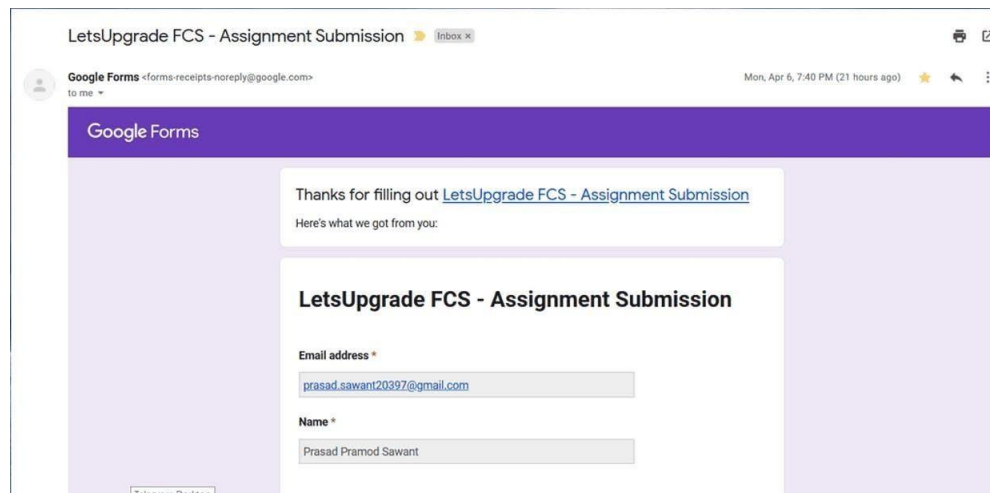 LetsUpgrade FCS - Assignment Submission Inbox ×
Google Forms <forms-receipts-noreply@google.com> Mon, Apr 6, 7:40 PM (21 hours ago)
to me
Google Forms
Thanks for filling out LetsUpgrade FCS - Assignment Submission
Here's what we got from you:
LetsUpgrade FCS - Assignment Submission
Email address *
prasad.sawant20397@gmail.com
Name *
Prasad Pramod Sawant